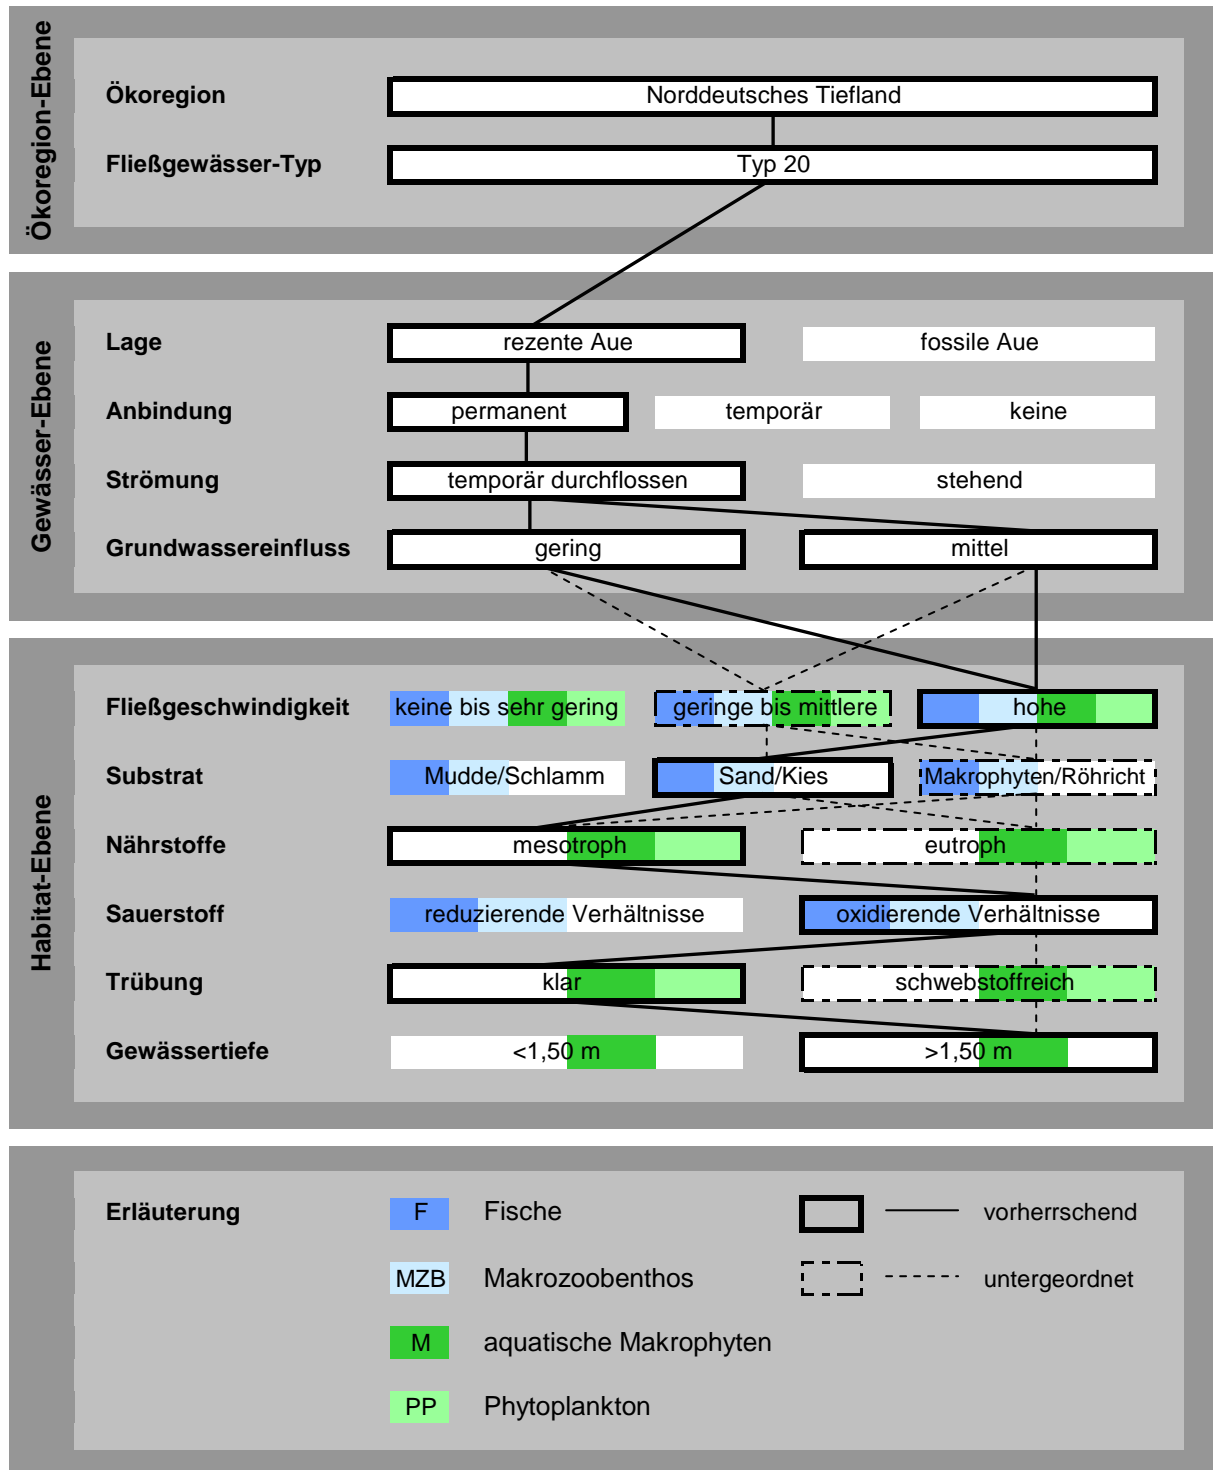 Ökoregion-Ebene
Ökoregion
Norddeutsches Tiefland
Fließgewässer-Typ
Typ 20
Gewässer-Ebene
Lage
rezente Aue
fossile Aue
Anbindung
permanent
temporär
keine
Strömung
temporär durchflossen
stehend
Grundwassereinfluss
gering
mittel
Habitat-Ebene
Fließgeschwindigkeit
keine bis sehr gering
geringe bis mittlere
hohe
Substrat
Mudde/Schlamm
Sand/Kies
Makrophyten/Röhricht
Nährstoffe
mesotroph
eutroph
Sauerstoff
reduzierende Verhältnisse
oxidierende Verhältnisse
Trübung
klar
schwebstoffreich
Gewässertiefe
<1,50 m
>1,50 m
Erläuterung
F
Fische
vorherrschend
MZB
Makrozoobenthos
untergeordnet
M
aquatische Makrophyten
PP
Phytoplankton